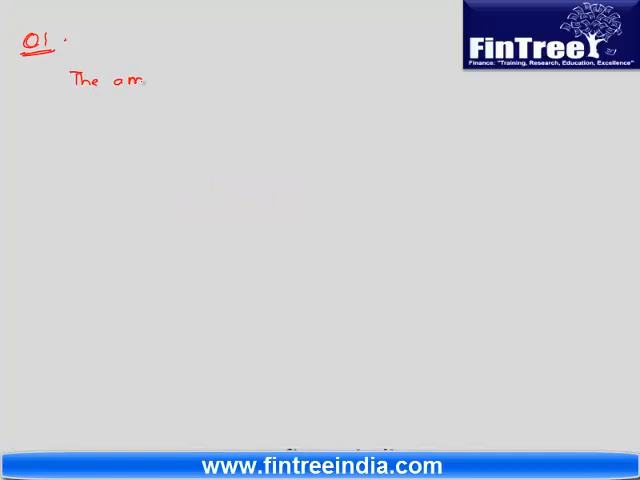 Q1.
The am
FinTree
Finance: "Training, Research, Education, Excellence"
www.fintreeindia.com